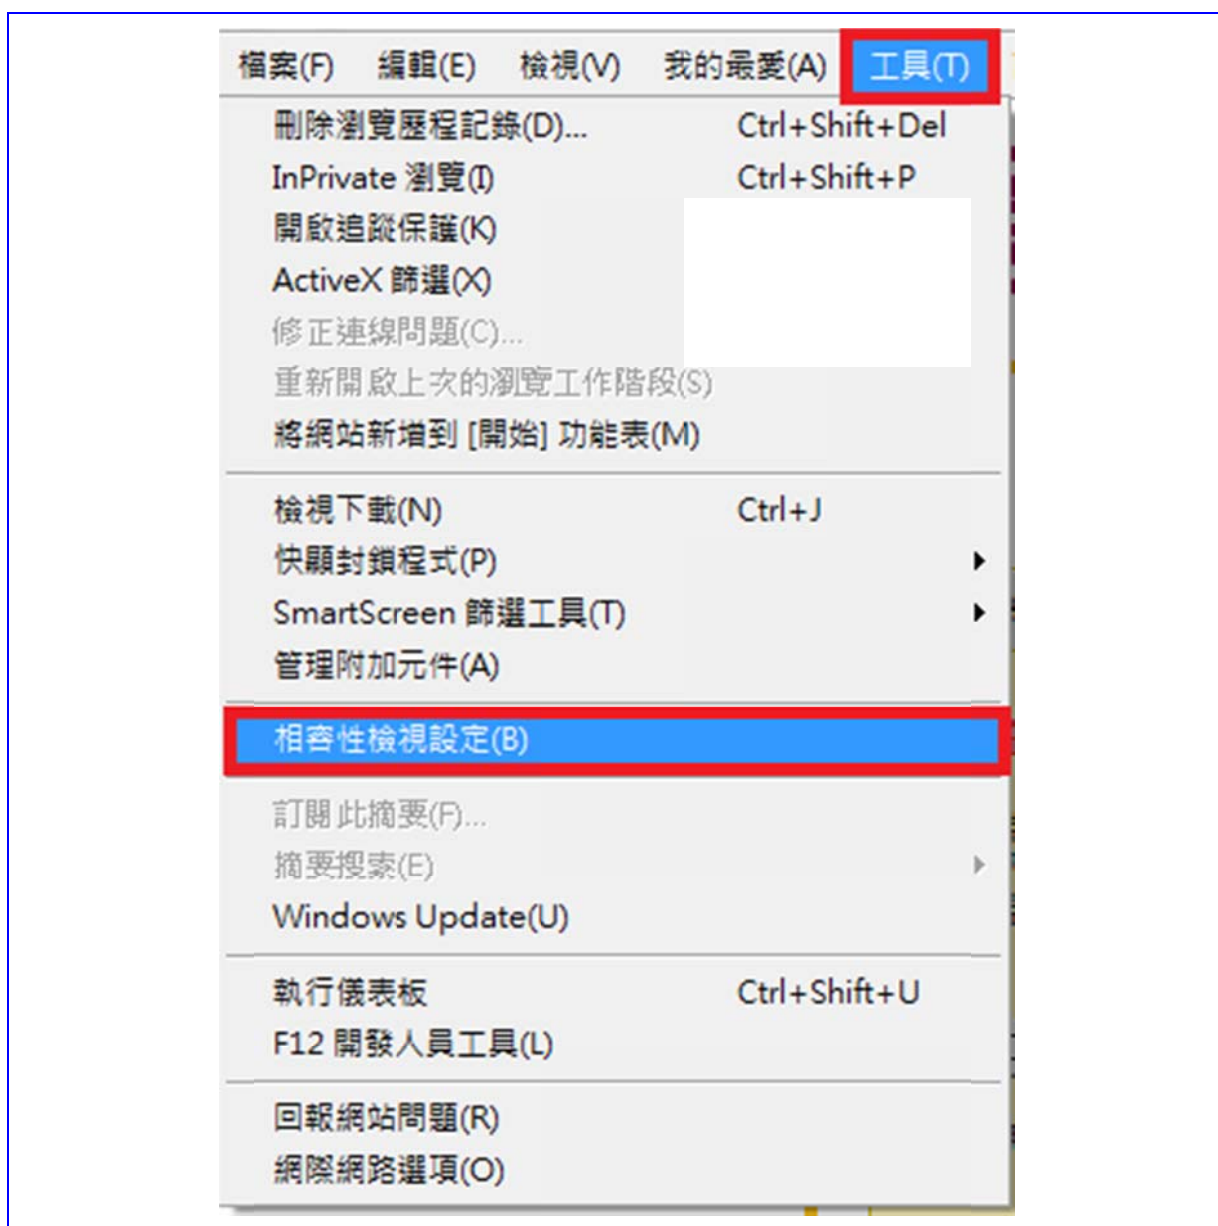 檔案(F) 編輯(E) 檢視(V) 我的最愛(A) 工具(T)
刪除瀏覽歷程記錄(D)... Ctrl+Shift+Del
InPrivate 瀏覽(I) Ctrl+Shift+P
開啟追蹤保護(K)
ActiveX 篩選(X)
修正連線問題(C)...
重新開啟上次的瀏覽工作階段(S)
將網站新增到 [開始] 功能表(M)
檢視下載(N) Ctrl+J
快顯封鎖程式(P)
SmartScreen 篩選工具(T)
管理附加元件(A)
相容性檢視設定(B)
訂閱此摘要(F)...
摘要搜索(E)
Windows Update(U)
執行儀表板 Ctrl+Shift+U
F12 開發人員工具(L)
回報網站問題(R)
網際網路選項(O)